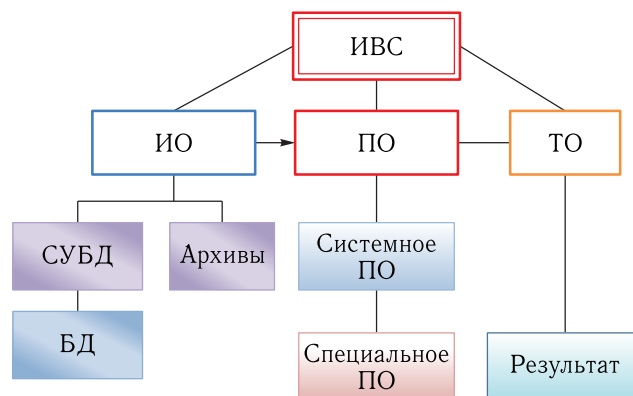 ИВС
ИО
ПО
ТО
СУБД
Архивы
Системное
ПО
БД
Специальное
ПО
Результат